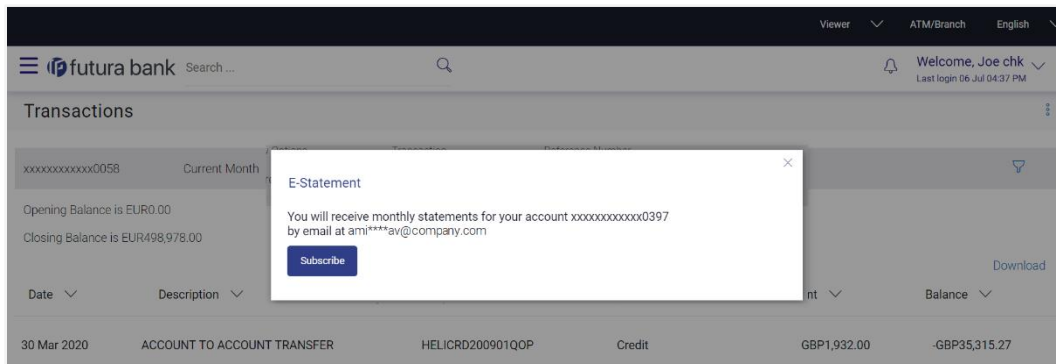 Viewer ATM/Branch English
futura bank Search ... Welcome, Joe chk
Last login 06 Jul 04:37 PM
Transactions
xxxxxxxxxxxx0058 Current Month
Opening Balance is EUR0.00
Closing Balance is EUR498,978.00
E-Statement
You will receive monthly statements for your account xxxxxxxxxxxx0397
by email at ami****av@company.com
Subscribe
Download
Date Description Balance
30 Mar 2020 ACCOUNT TO ACCOUNT TRANSFER HELICRD200901QOP Credit GBP1,932.00 -GBP35,315.27